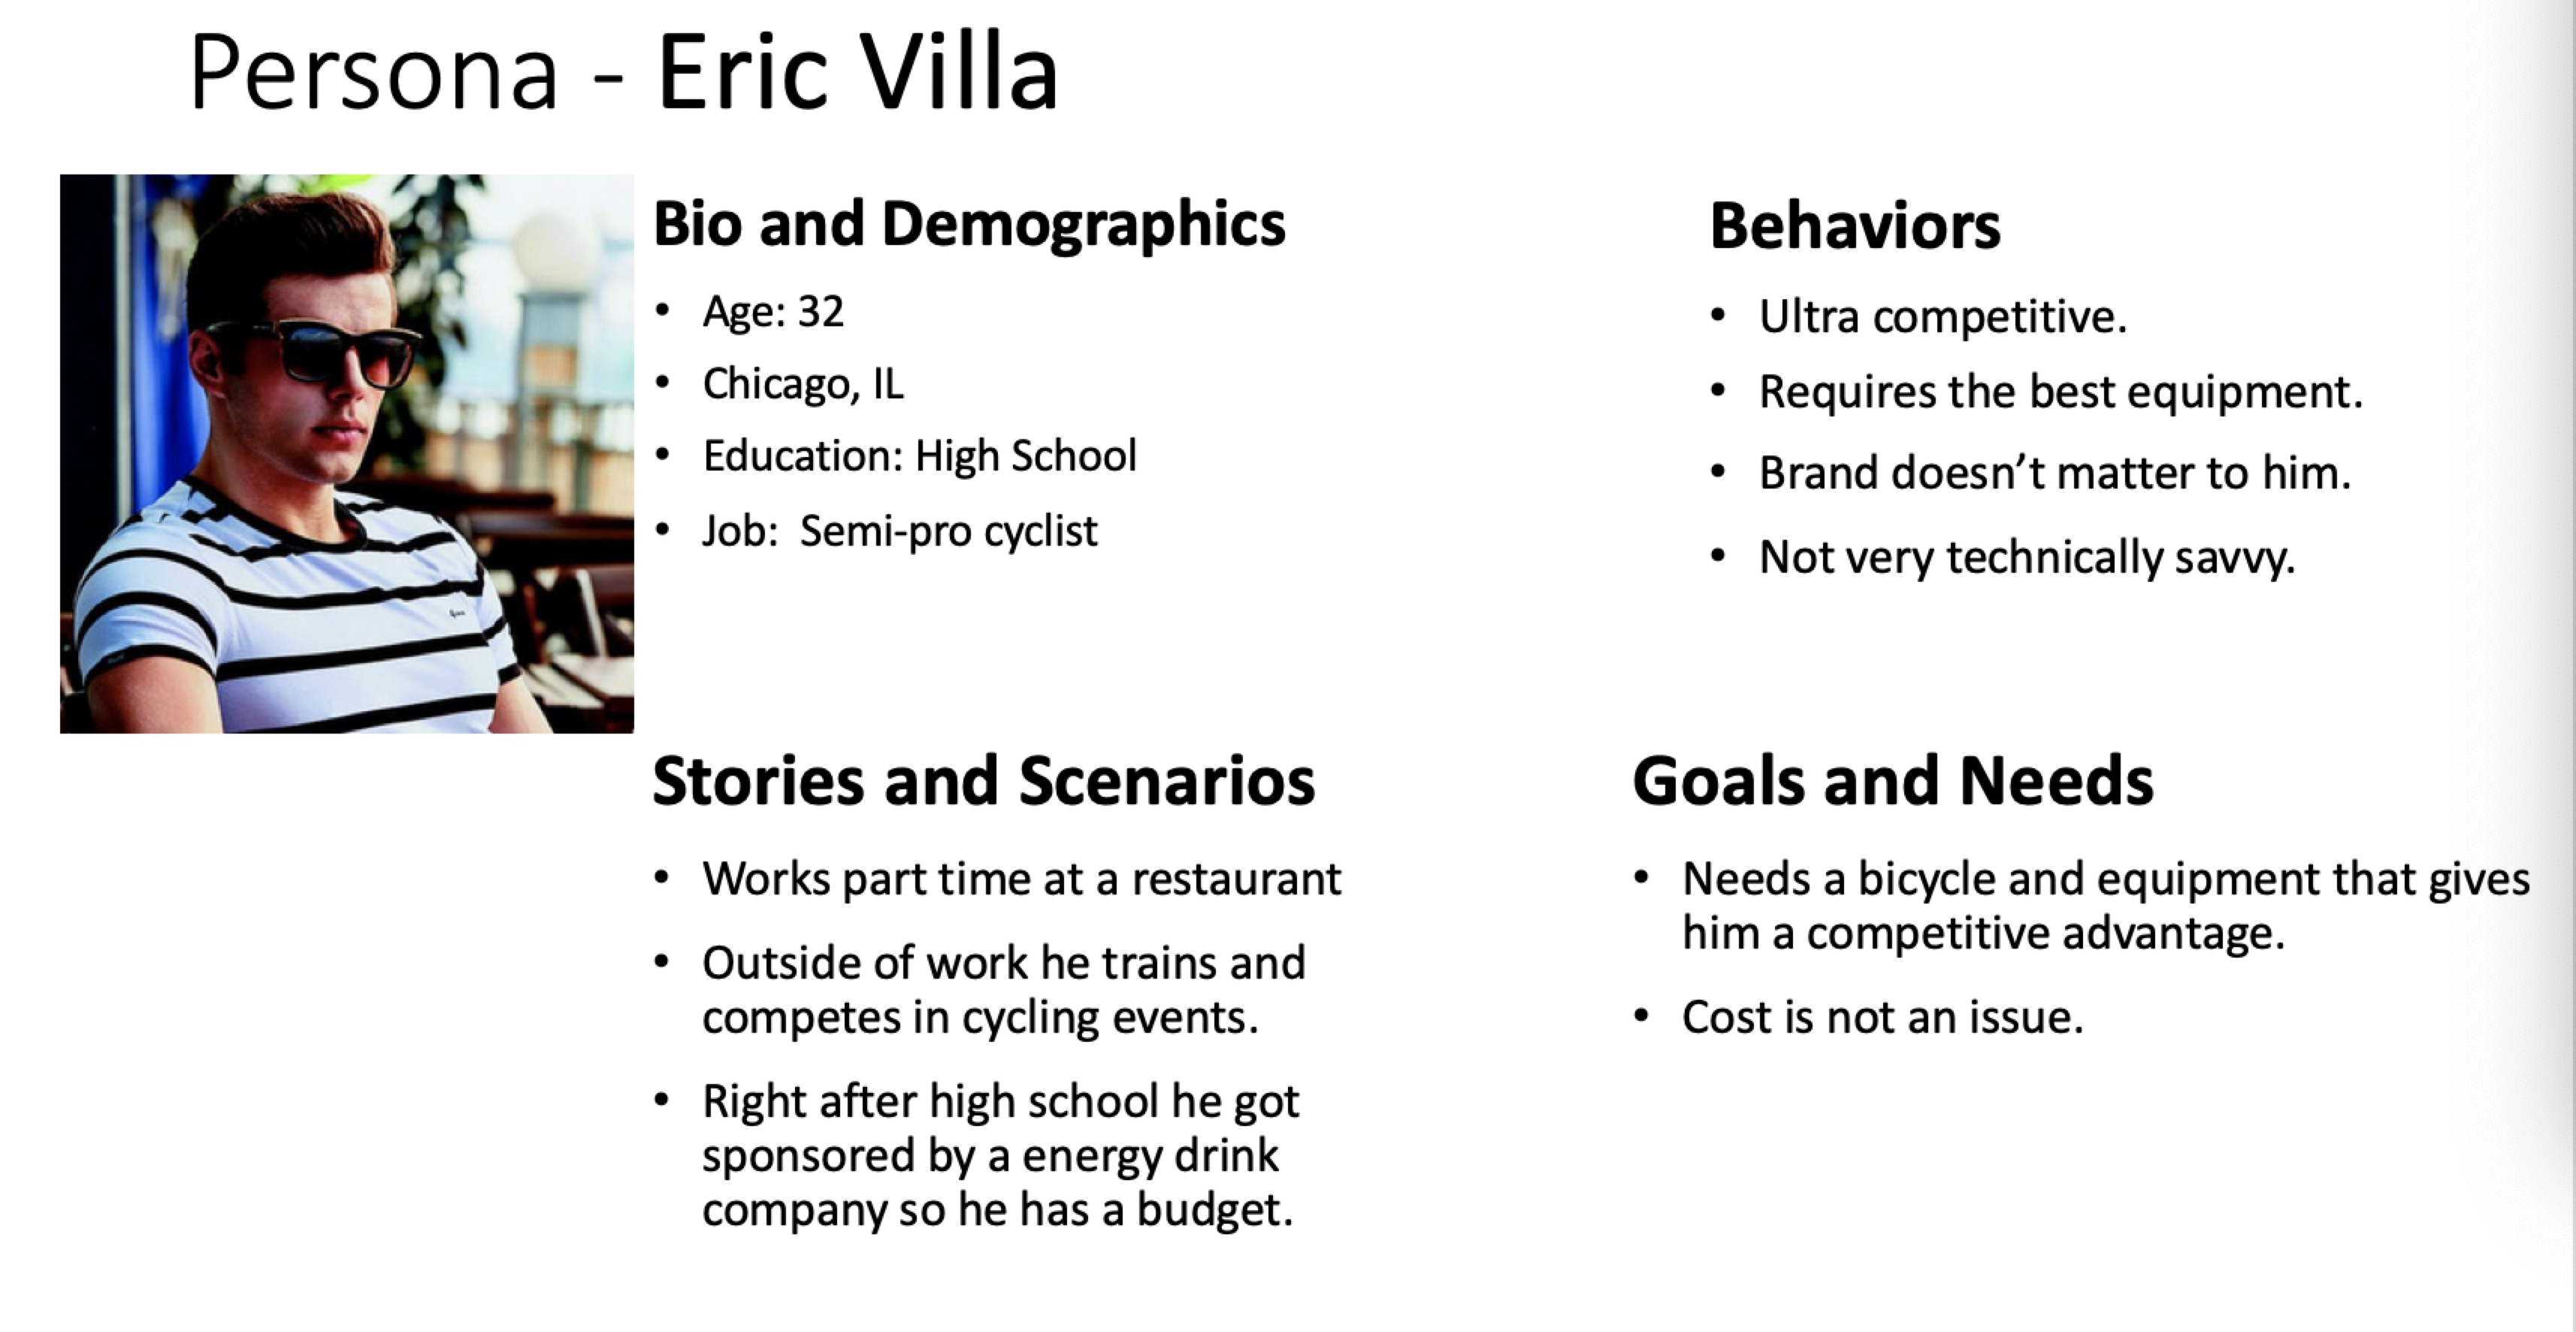 Persona - Eric Villa
Bio and Demographics
• Age: 32
• Chicago, IL
• Education: High School
• Job:  Semi-pro cyclist
Behaviors
• Ultra competitive.
• Requires the best equipment.
• Brand doesn’t matter to him.
• Not very technically savvy.
Stories and Scenarios
• Works part time at a restaurant
• Outside of work he trains and
competes in cycling events.
• Right after high school he got
sponsored by a energy drink
company so he has a budget.
Goals and Needs
• Needs a bicycle and equipment that gives
him a competitive advantage.
• Cost is not an issue.